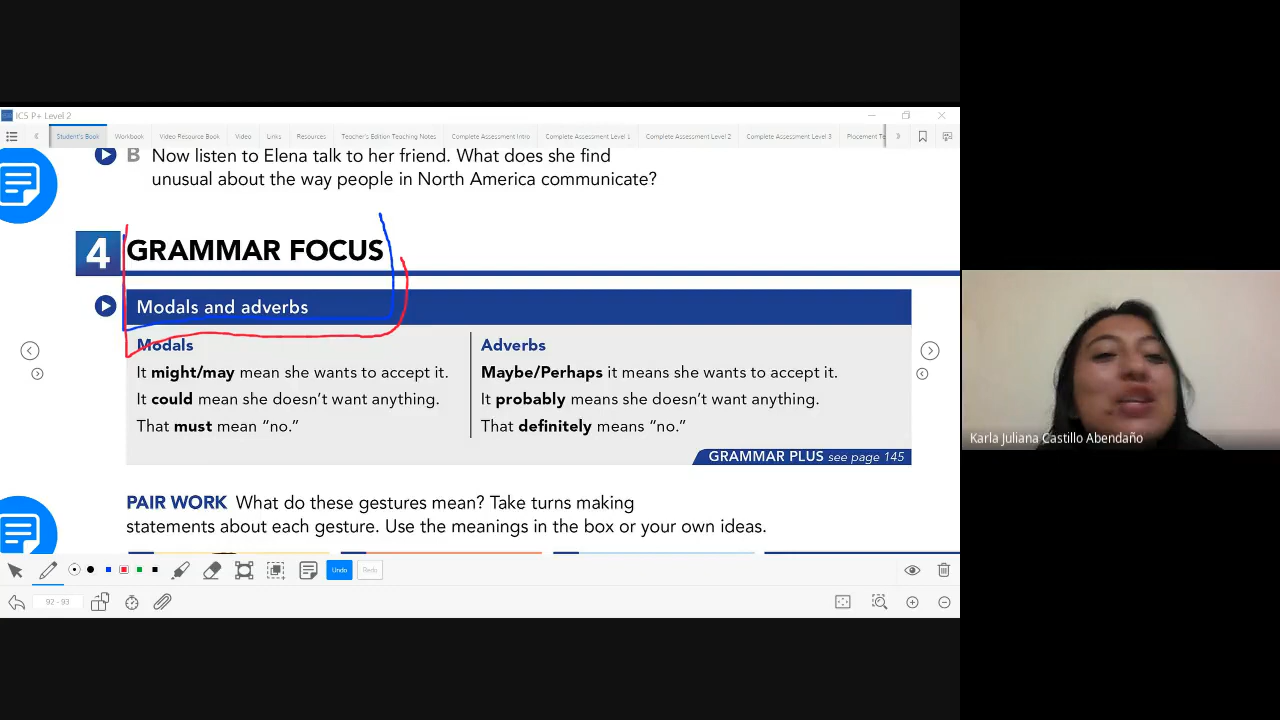 IC5 P+ Level 2
Student's Book Workbook Video Resource Book Video Links Resources Teacher's Edition Teaching Notes Complete Assessment Intro Complete Assessment Level 1 Complete Assessment Level 2 Complete Assessment Level 3 Placement Te
B Now listen to Elena talk to her friend. What does she find
unusual about the way people in North America communicate?
4 GRAMMAR FOCUS
Modals and adverbs
Modals Adverbs
It might/may mean she wants to accept it. Maybe/Perhaps it means she wants to accept it.
It could mean she doesn't want anything. It probably means she doesn't want anything.
That must mean "no." That definitely means "no."
Karla Juliana Castillo Abendaño
GRAMMAR PLUS see page 145
PAIR WORK What do these gestures mean? Take turns making
statements about each gesture. Use the meanings in the box or your own ideas.
Undo Redo
92 - 93